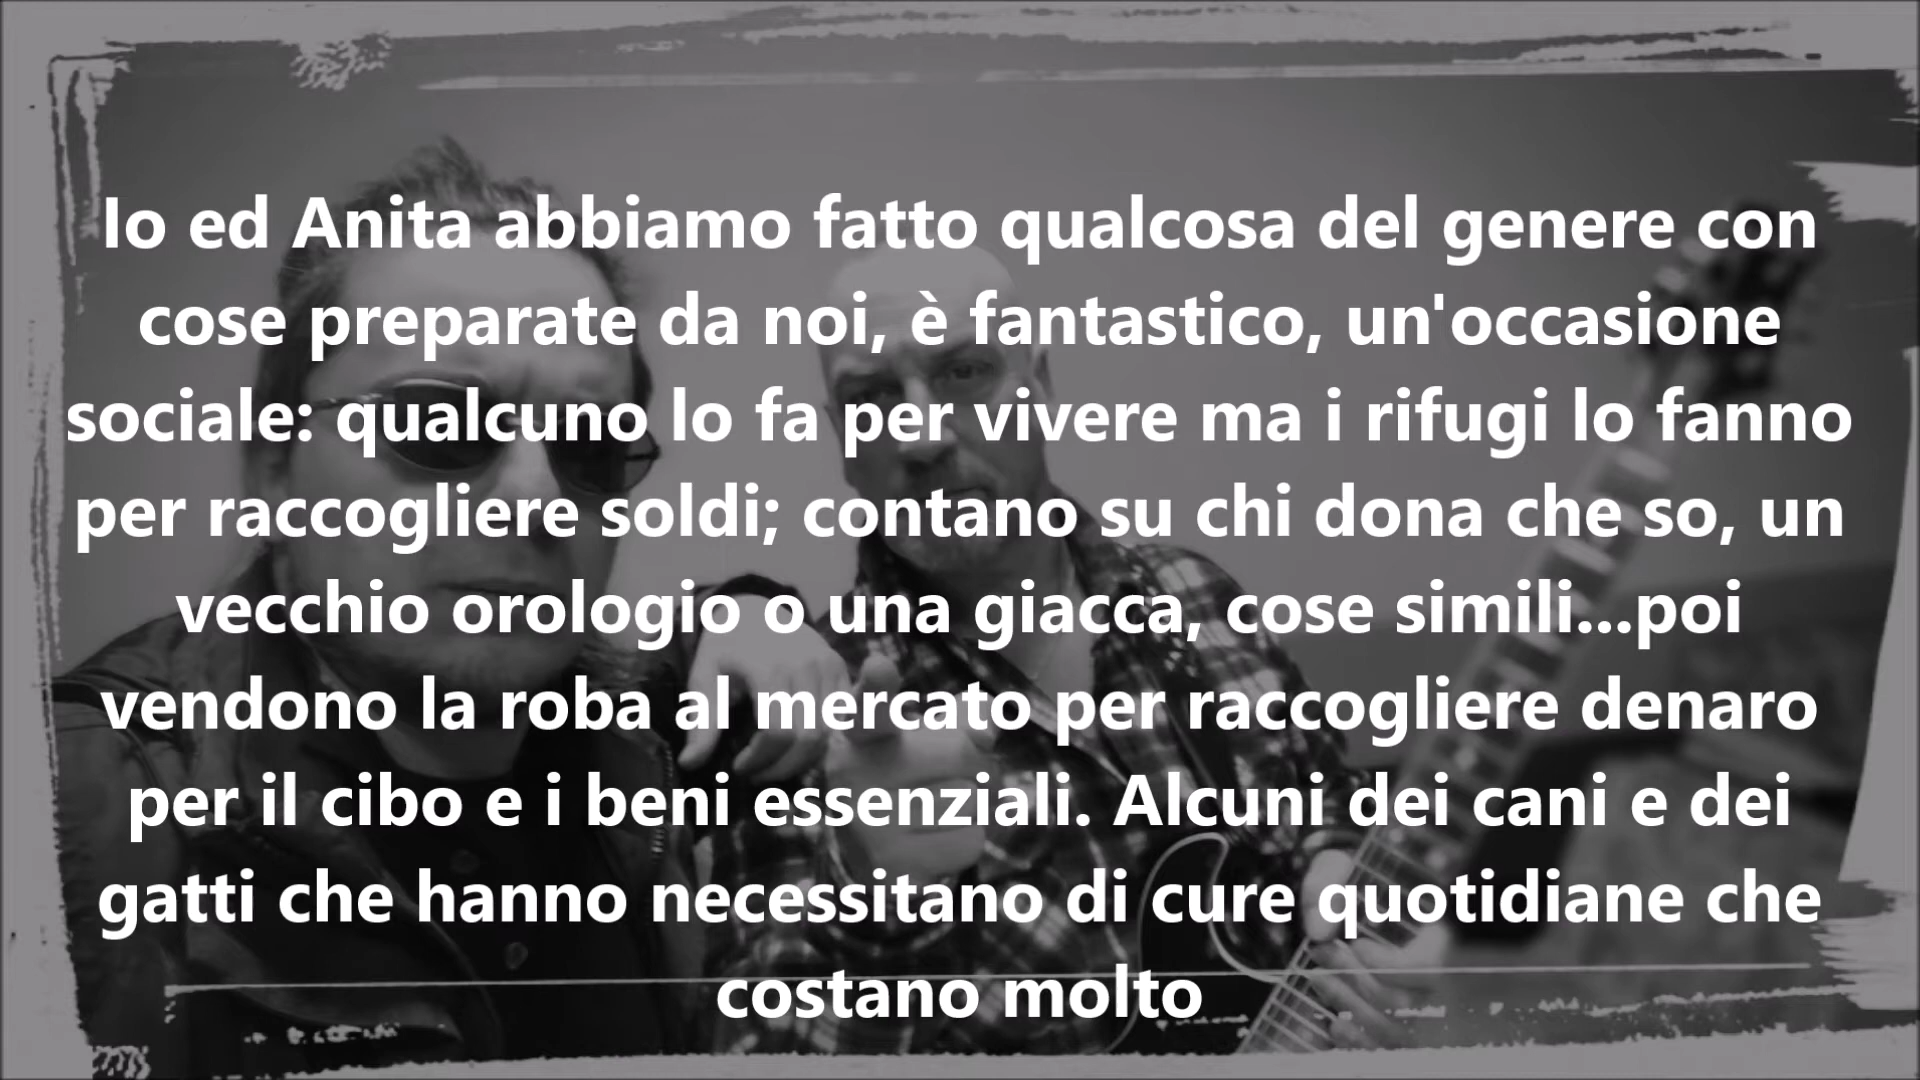 Io ed Anita abbiamo fatto qualcosa del genere con
cose preparate da noi, è fantastico, un'occasione
sociale: qualcuno lo fa per vivere ma i rifugi lo fanno
per raccogliere soldi; contano su chi dona che so, un
vecchio orologio o una giacca, cose simili...poi
vendono la roba al mercato per raccogliere denaro
per il cibo e i beni essenziali. Alcuni dei cani e dei
gatti che hanno necessitano di cure quotidiane che
costano molto